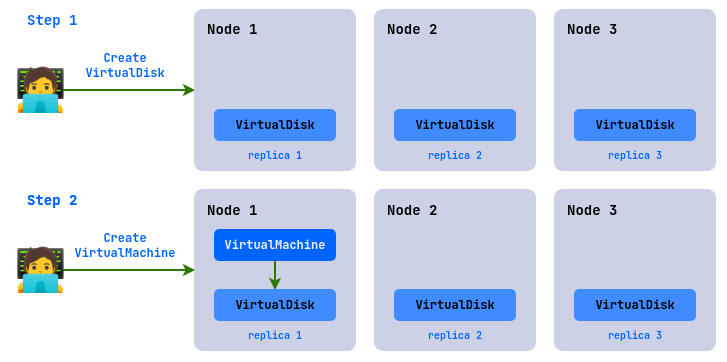 Step 1
Create
VirtualDisk
Node 1
Node 2
Node 3
VirtualDisk
VirtualDisk
VirtualDisk
replica 1
replica 2
replica 3
Step 2
Create
VirtualMachine
Node 1
Node 2
Node 3
VirtualMachine
VirtualDisk
VirtualDisk
VirtualDisk
replica 1
replica 2
replica 3